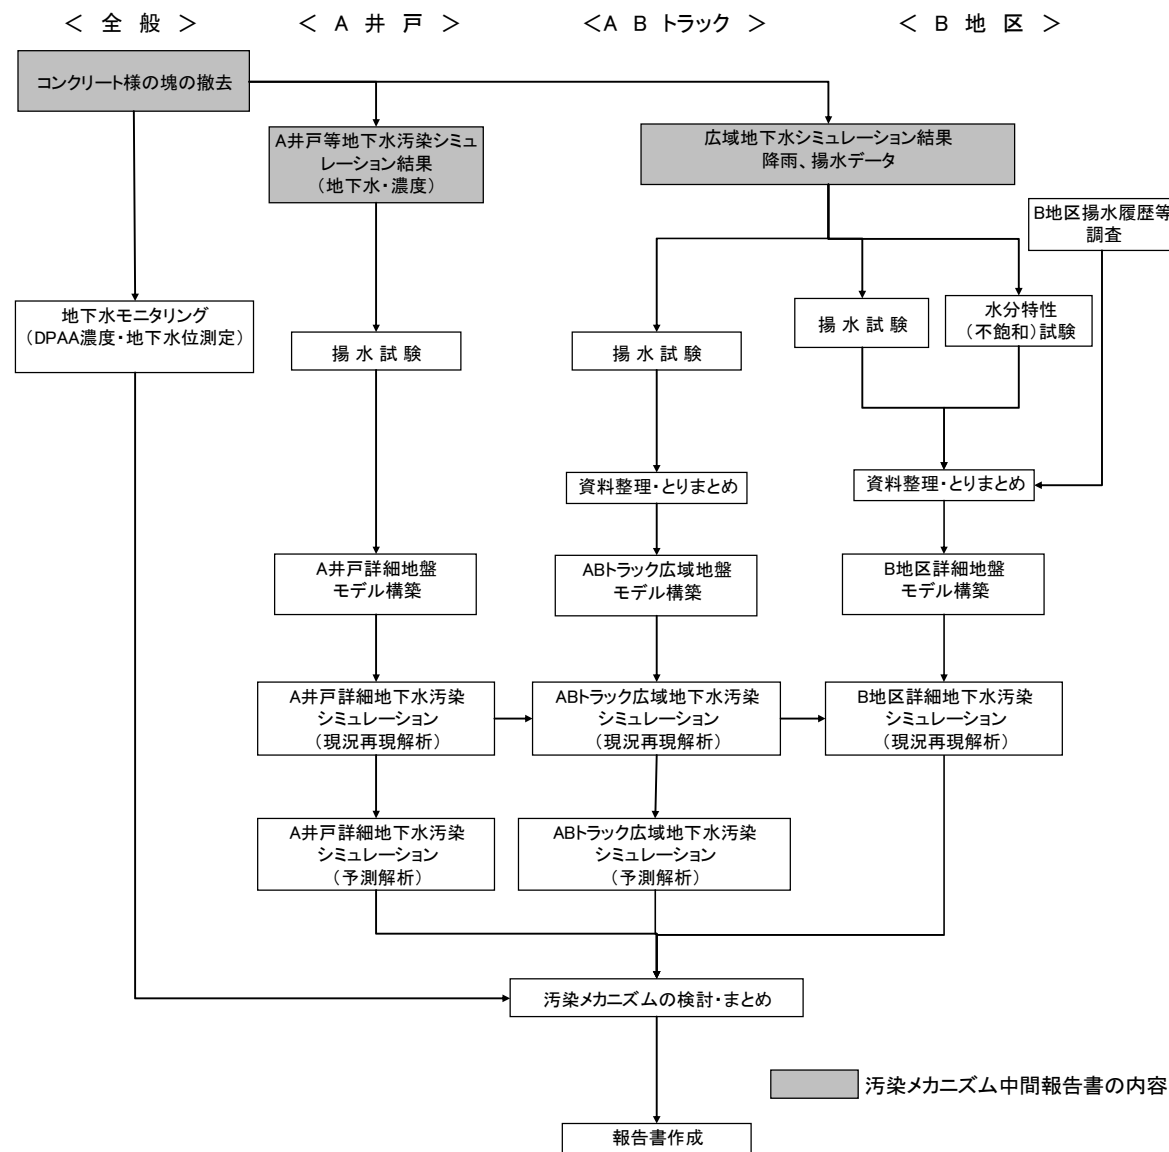 ＜ 全 般 ＞
＜ A 井 戸 ＞
＜A B トラック ＞
＜ B 地 区 ＞
コンクリート様の塊の撤去
A井戸等地下水汚染シミュ
レーション結果
（地下水・濃度）
広域地下水シミュレーション結果
降雨、揚水データ
B地区揚水履歴等
調査
地下水モニタリング
（DPAA濃度・地下水位測定）
揚 水 試 験
揚 水 試 験
揚 水 試 験
水分特性
（不飽和）試験
資料整理・とりまとめ
資料整理・とりまとめ
A井戸詳細地盤
モデル構築
ABトラック広域地盤
モデル構築
B地区詳細地盤
モデル構築
A井戸詳細地下水汚染
シミュレーション
（現況再現解析）
ABトラック広域地下水汚染
シミュレーション
（現況再現解析）
B地区詳細地下水汚染
シミュレーション
（現況再現解析）
A井戸詳細地下水汚染
シミュレーション
（予測解析）
ABトラック広域地下水汚染
シミュレーション
（予測解析）
汚染メカニズムの検討・まとめ
汚染メカニズム中間報告書の内容
報告書作成